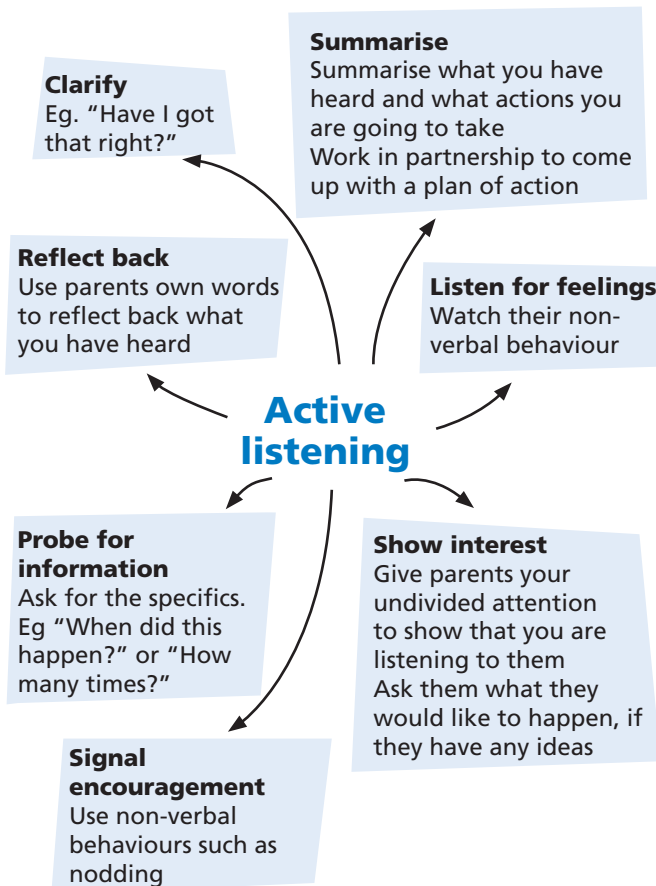 Clarify
Eg. “Have I got
that right?”
Summarise
Summarise what you have
heard and what actions you
are going to take
Work in partnership to come
up with a plan of action
Reflect back
Use parents own words
to reflect back what
you have heard
Listen for feelings
Watch their non-
verbal behaviour
Active
listening
Probe for
information
Ask for the specifics.
Eg “When did this
happen?” or “How
many times?”
Show interest
Give parents your
undivided attention
to show that you are
listening to them
Ask them what they
would like to happen, if
they have any ideas
Signal
encouragement
Use non-verbal
behaviours such as
nodding